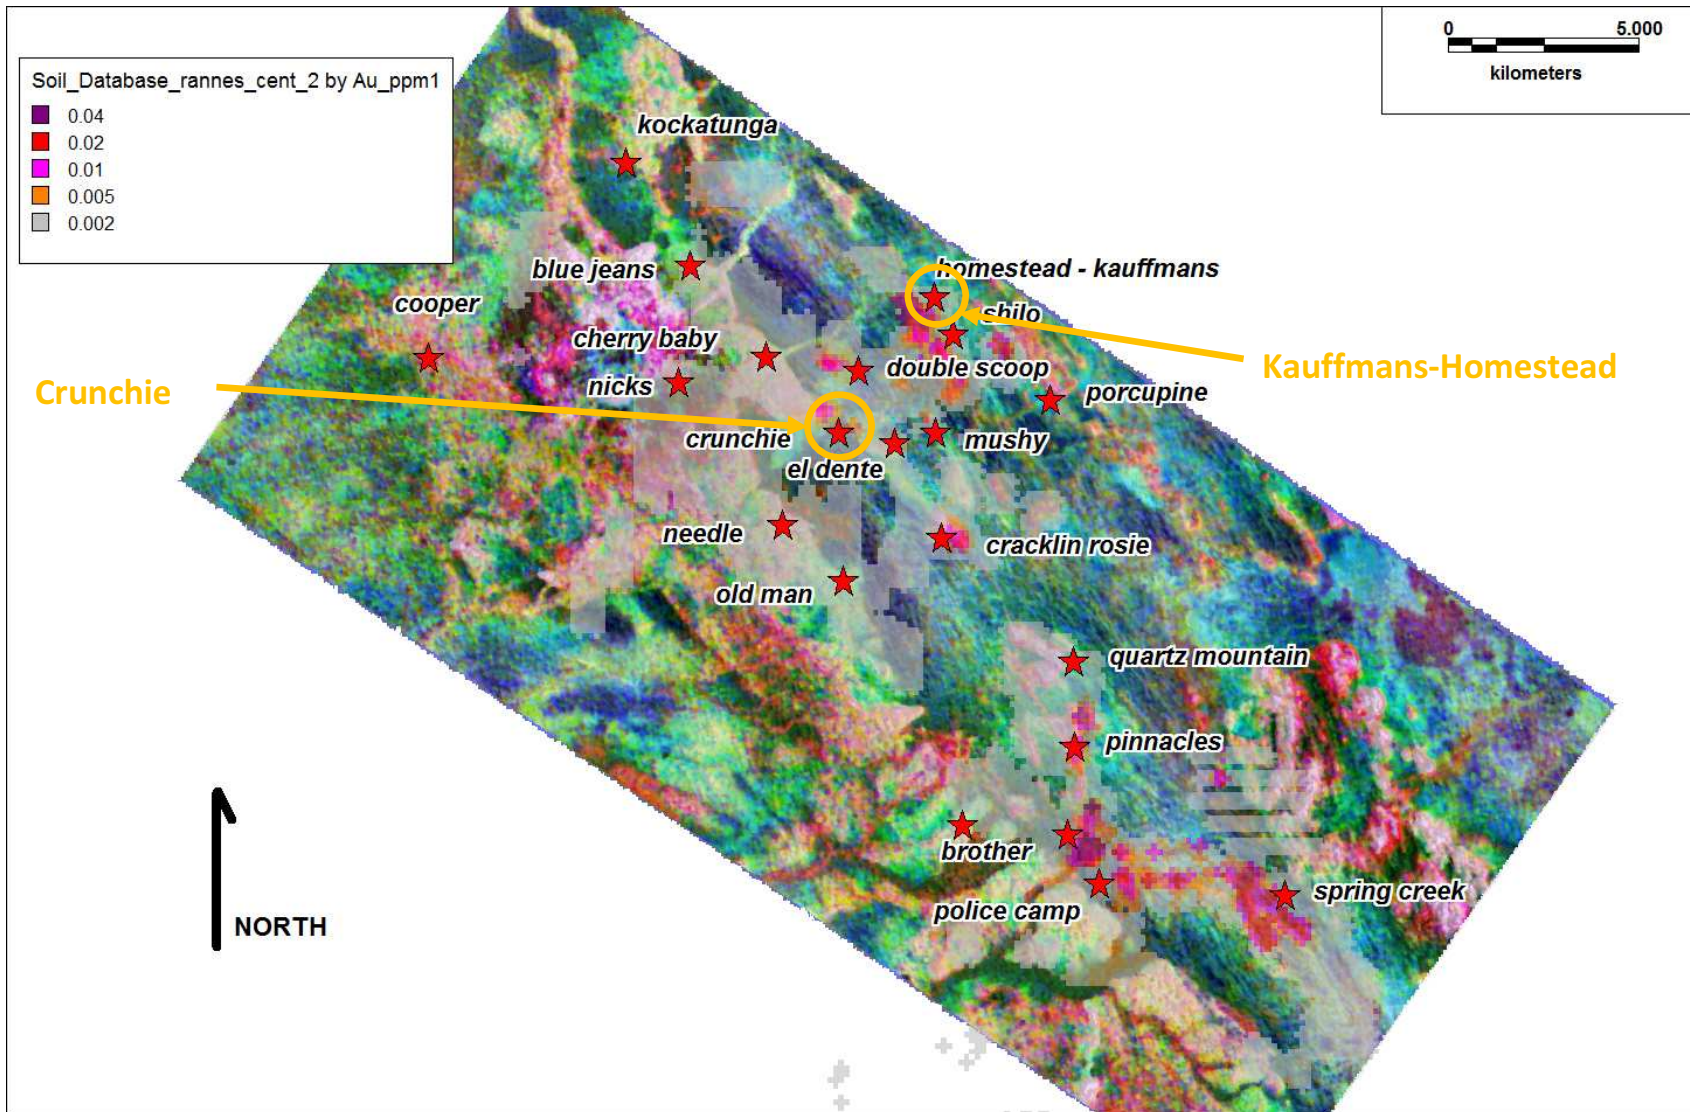 0 5.000
kilometers
Soil_Database_rannes_cent_2 by Au_ppm1
0.04
0.02
0.01
0.005
0.002
kockatunga
blue jeans
homestead - kauffmans
cooper
shilo
cherry baby
Kauffmans-Homestead
double scoop
Crunchie
nicks
porcupine
crunchie
mushy
el dente
needle
cracklin rosie
old man
quartz mountain
pinnacles
brother
spring creek
police camp
NORTH